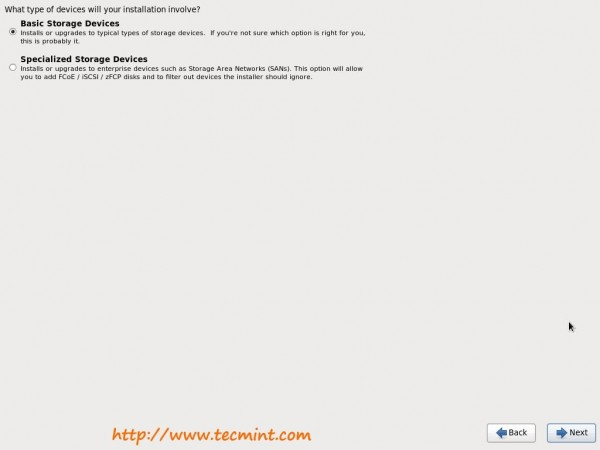 What type of devices will your installation involve?
Basic Storage Devices
Installs or upgrades to typical types of storage devices.  If you're not sure which option is right for you,
this is probably it.
Specialized Storage Devices
Installs or upgrades to enterprise devices such as Storage Area Networks (SANs). This option will allow
you to add FCoE / iSCSI / zFCP disks and to filter out devices the installer should ignore.
http://www.tecmint.com
Back
Next